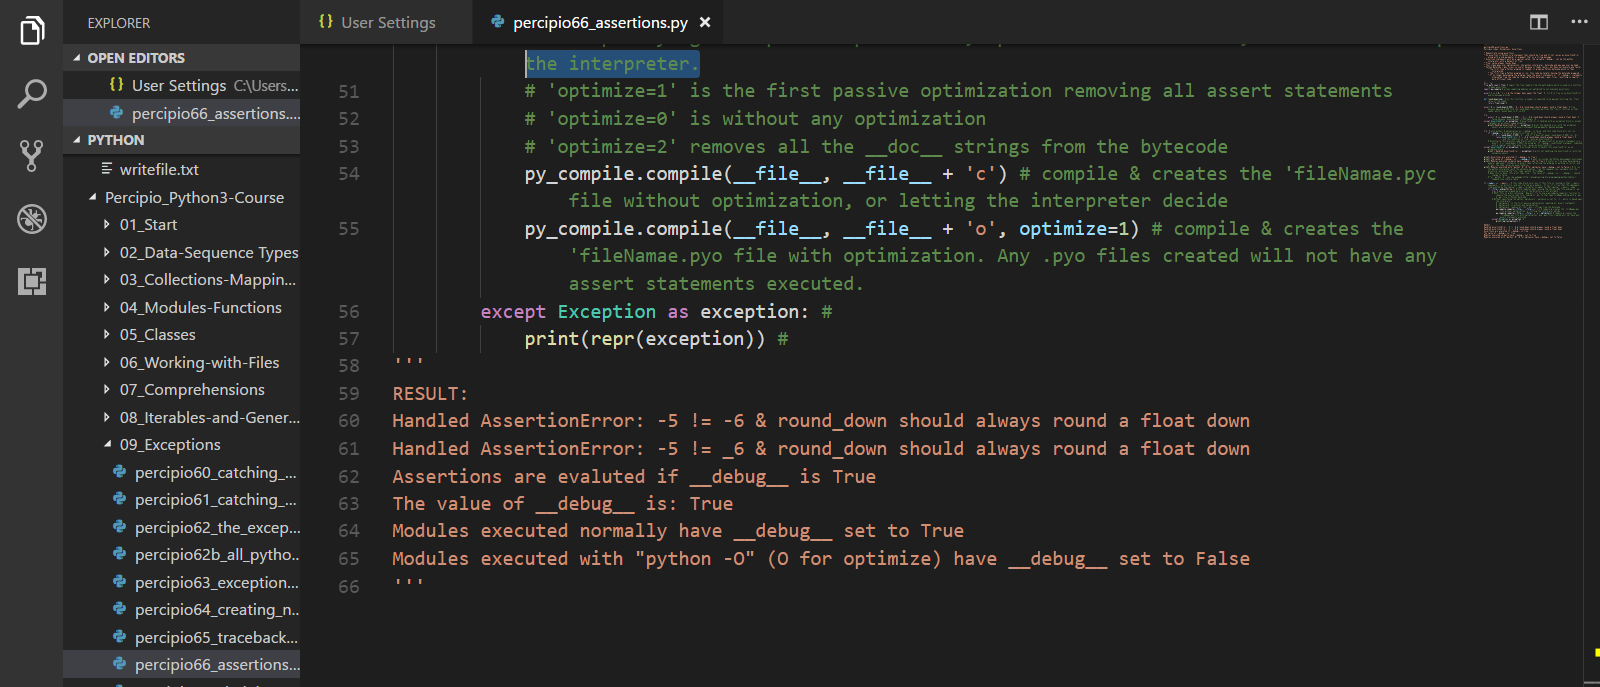 EXPLORER
OPEN EDITORS
{} User Settings C:\Users...
percipio66_assertions....
PYTHON
writefile.txt
Percipio_Python3-Course
01_Start
02_Data-Sequence Types
03_Collections-Mappin...
04_Modules-Functions
05_Classes
06_Working-with-Files
07_Comprehensions
08_Iterables-and-Gener...
09_Exceptions
percipio60_catching_...
percipio61_catching_...
percipio62_the_excep...
percipio62b_all_pytho...
percipio63_exception...
percipio64_creating_n...
percipio65_traceback...
percipio66_assertions...
{} User Settings
percipio66_assertions.py ×
the interpreter.
51 # 'optimize=1' is the first passive optimization removing all assert statements
52 # 'optimize=0' is without any optimization
53 # 'optimize=2' removes all the __doc__ strings from the bytecode
54 py_compile.compile(__file__, __file__ + 'c') # compile & creates the 'fileNamae.pyc
file without optimization, or letting the interpreter decide
55 py_compile.compile(__file__, __file__ + 'o', optimize=1) # compile & creates the
'fileNamae.pyo file with optimization. Any .pyo files created will not have any
assert statements executed.
56 except Exception as exception: #
57 print(repr(exception)) #
58 '''
59 RESULT:
60 Handled AssertionError: -5 != -6 & round_down should always round a float down
61 Handled AssertionError: -5 != _6 & round_down should always round a float down
62 Assertions are evaluted if __debug__ is True
63 The value of __debug__ is: True
64 Modules executed normally have __debug__ set to True
65 Modules executed with "python -O" (O for optimize) have __debug__ set to False
66 '''